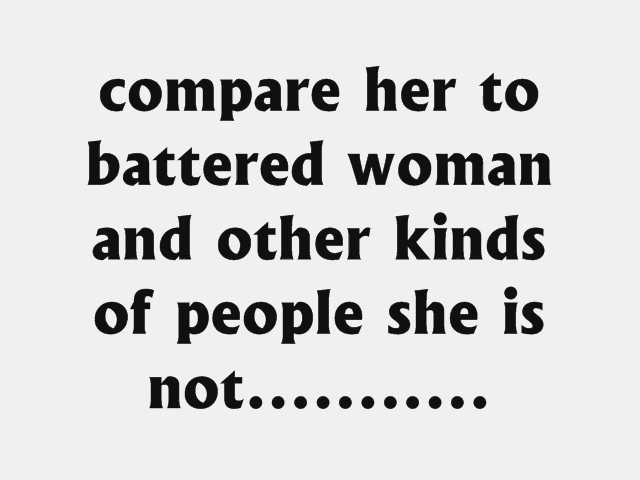 compare her to
battered woman
and other kinds
of people she is
not...........